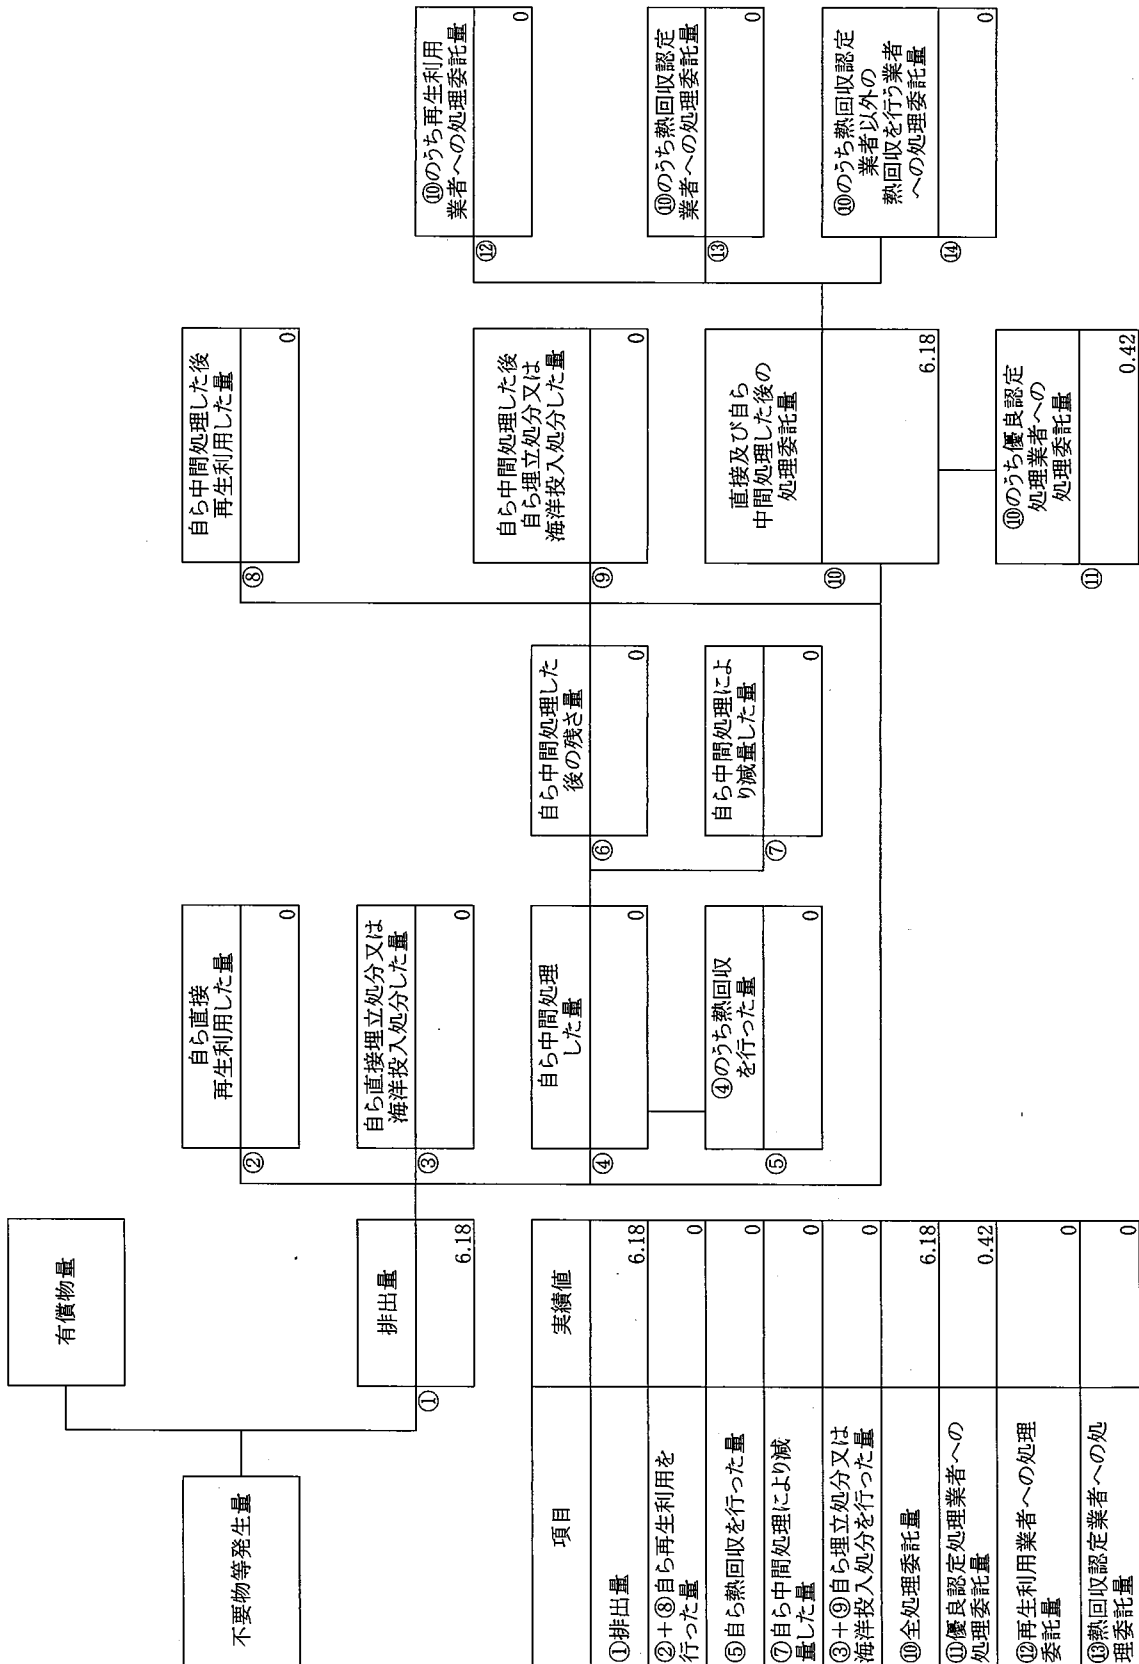 不要物等発生量
有償物量
排出量
①
6.18
自ら直接
再生利用した量
②
0
自ら直接埋立処分又は
海洋投入処分した量
③
0
自ら中間処理
した量
④
0
④のうち熱回収
を行った量
⑤
0
自ら中間処理した
後の残さ量
⑥
0
自ら中間処理によ
り減量した量
⑦
0
自ら中間処理した後
再生利用した量
⑧
0
自ら中間処理した後
自ら埋立処分又は
海洋投入処分した量
⑨
0
直接及び自ら
中間処理した後の
処理委託量
⑩
6.18
⑩のうち優良認定
処理業者への
処理委託量
⑪
0.42
⑩のうち再生利用
業者への処理委託量
⑫
0
⑩のうち熱回収認定
業者への処理委託量
⑬
0
⑩のうち熱回収認定
業者以外の
熱回収を行う業者
への処理委託量
⑭
0
項目 実績値
①排出量 6.18
②+⑧自ら再生利用を
行った量 0
⑤自ら熱回収を行った量 0
⑦自ら中間処理により減
量した量 0
③+⑨自ら埋立処分又は
海洋投入処分を行った量 0
⑩全処理委託量 6.18
⑪優良認定処理業者への
処理委託量 0.42
⑫再生利用業者への処理
委託量 0
⑬熱回収認定業者への処
理委託量 0